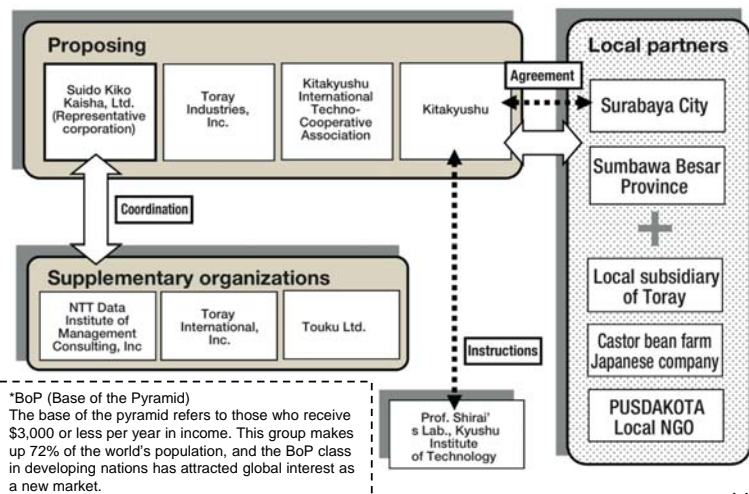 Proposing
Suido Kiko
Kaisha, Ltd.
(Representative
corporation)
Toray
Industries,
Inc.
Kitakyushu
International
Techno-
Cooperative
Association
Kitakyushu
Agreement
Local partners
Surabaya City
Sumbawa Besar
Province
+
Local subsidiary
of Toray
Castor bean farm
Japanese company
PUSDAKOTA
Local NGO
Coordination
Supplementary organizations
NTT Data
Institute of
Management
Consulting, Inc
Toray
International,
Inc.
Touku Ltd.
Instructions
Prof. Shirai'
s Lab., Kyushu
Institute
of Technology
*BoP (Base of the Pyramid)
The base of the pyramid refers to those who receive
$3,000 or less per year in income. This group makes
up 72% of the world's population, and the BoP class
in developing nations has attracted global interest as
a new market.